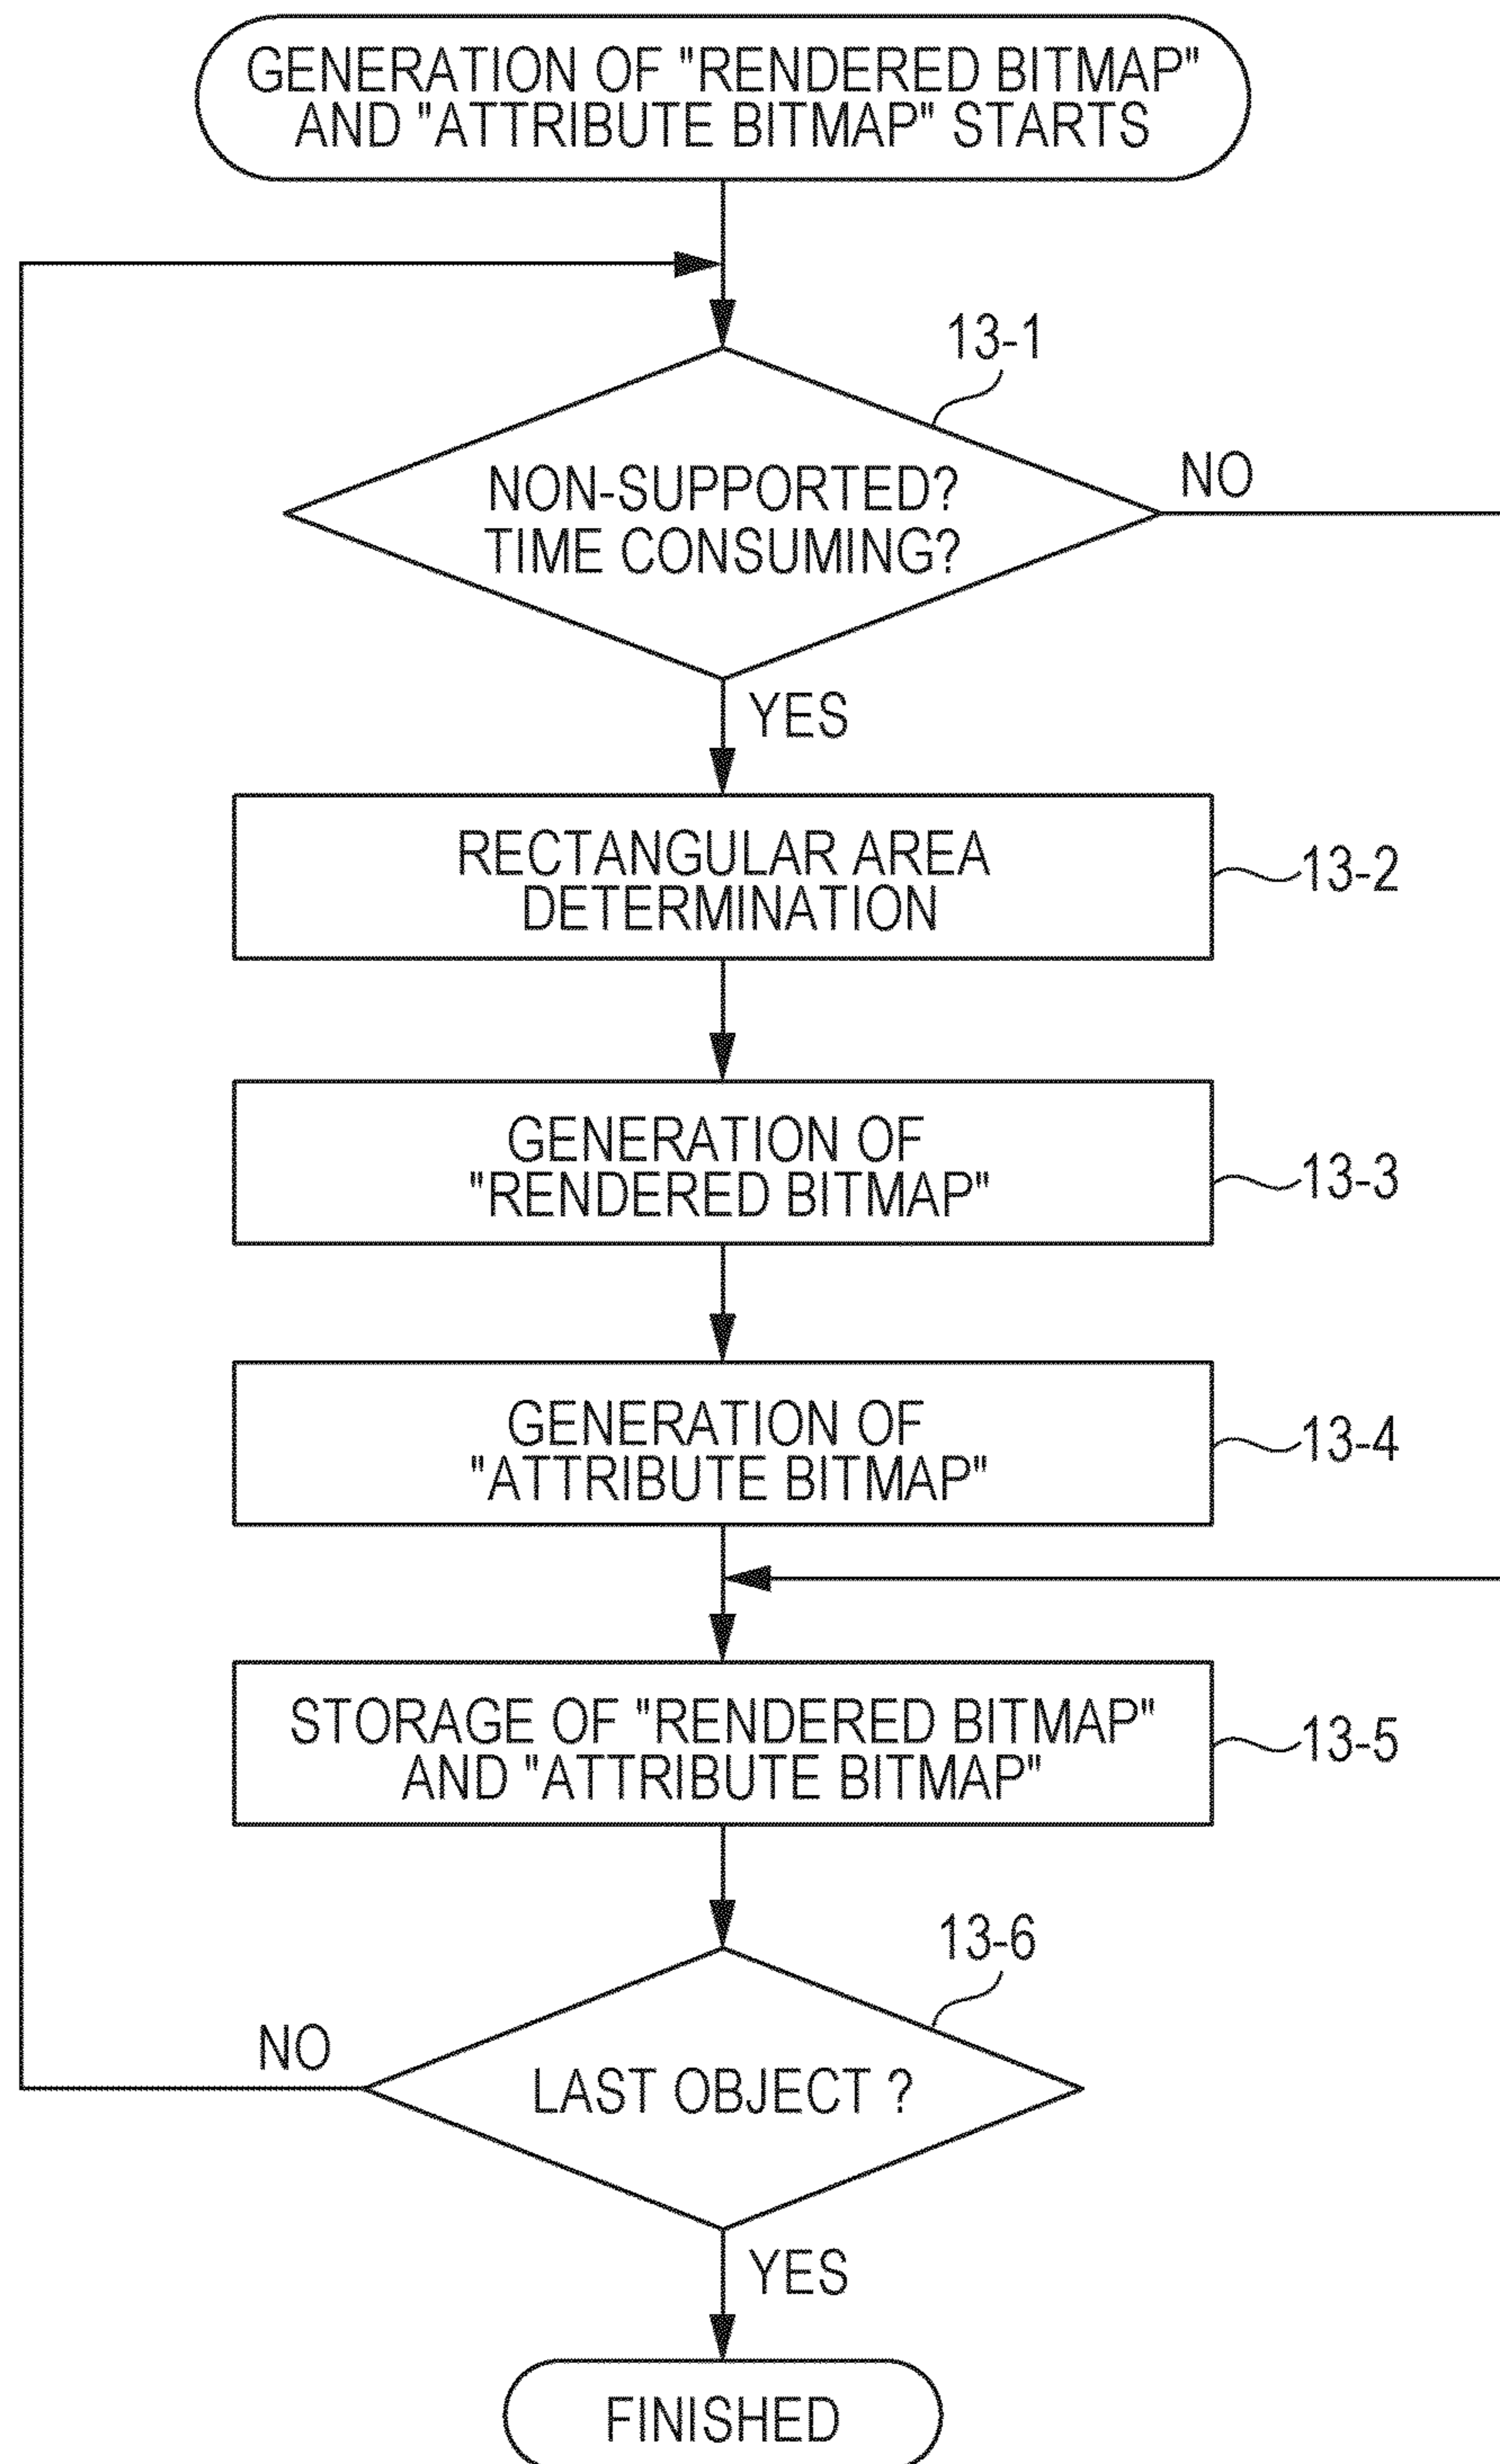 GENERATION OF "RENDERED BITMAP"
AND "ATTRIBUTE BITMAP" STARTS
13-1
NON-SUPPORTED?
TIME CONSUMING?
NO
YES
RECTANGULAR AREA
DETERMINATION
13-2
GENERATION OF
"RENDERED BITMAP"
13-3
GENERATION OF
"ATTRIBUTE BITMAP"
13-4
STORAGE OF "RENDERED BITMAP"
AND "ATTRIBUTE BITMAP"
13-5
13-6
NO
LAST OBJECT ?
YES
FINISHED